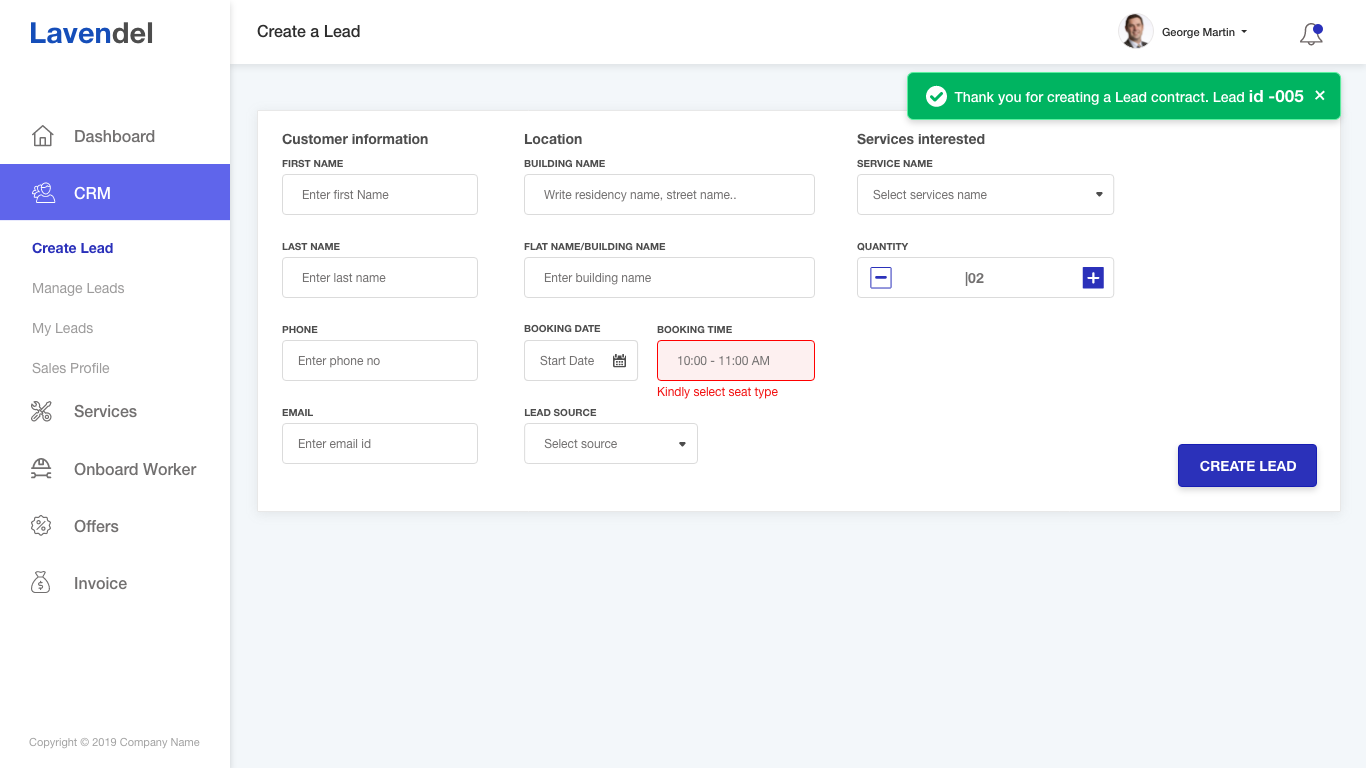 Lavendel
Create a Lead
George Martin
Thank you for creating a Lead contract. Lead id -005
Dashboard
CRM
Create Lead
Manage Leads
My Leads
Sales Profile
Services
Onboard Worker
Offers
Invoice
Copyright © 2019 Company Name
Customer information
FIRST NAME
Enter first Name
LAST NAME
Enter last name
PHONE
Enter phone no
EMAIL
Enter email id
Location
BUILDING NAME
Write residency name, street name..
FLAT NAME/BUILDING NAME
Enter building name
BOOKING DATE
Start Date
BOOKING TIME
10:00 - 11:00 AM
Kindly select seat type
LEAD SOURCE
Select source
Services interested
SERVICE NAME
Select services name
QUANTITY
|02
CREATE LEAD